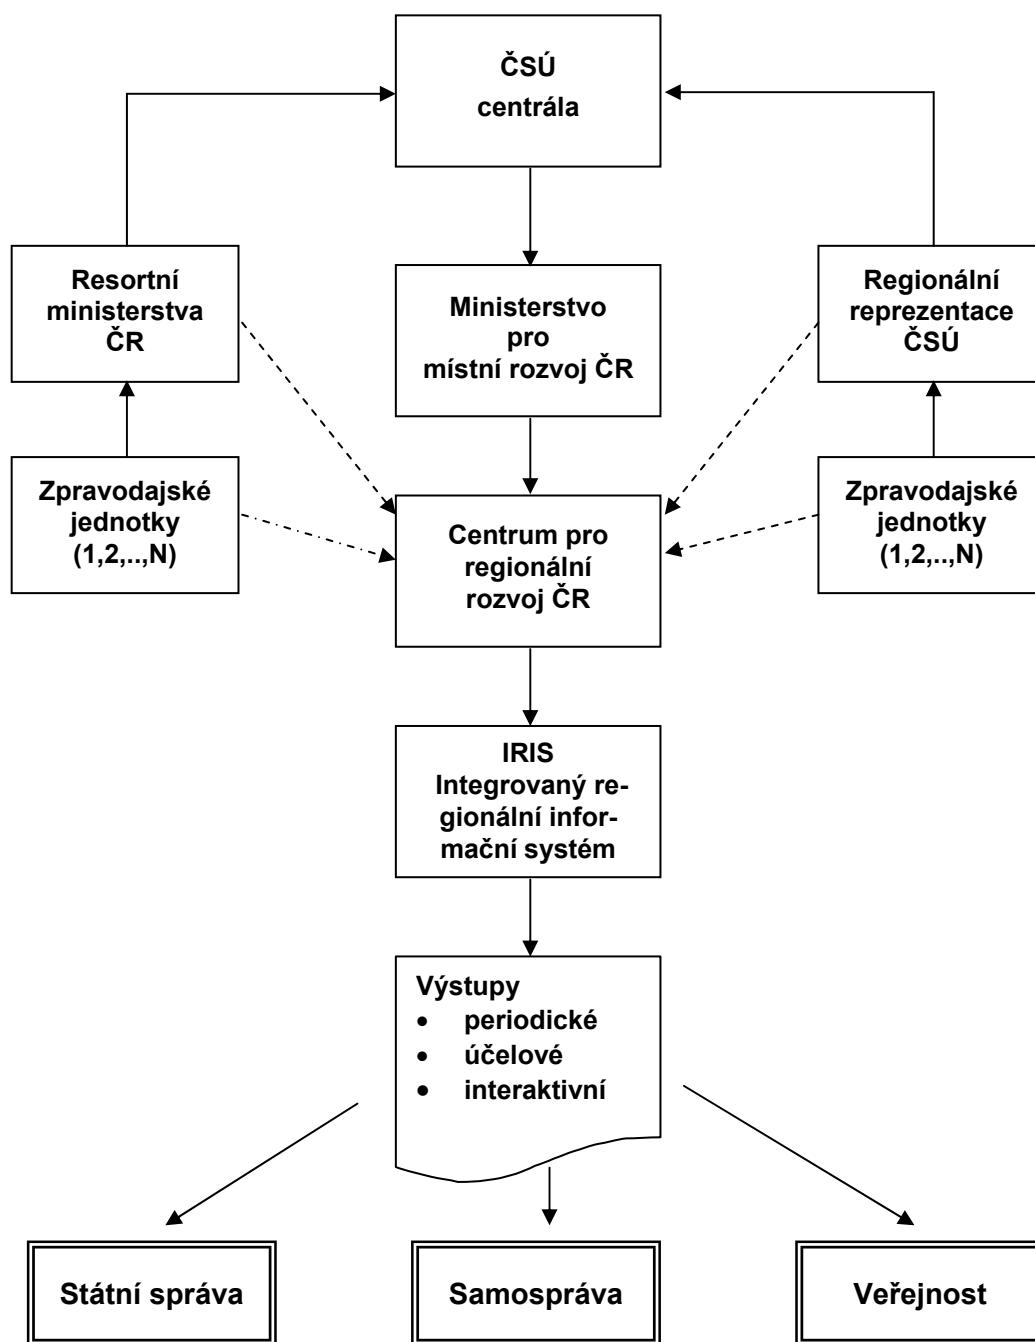 ČSÚ
centrála
Resortní
ministerstva
ČR
Ministerstvo
pro
místní rozvoj ČR
Regionální
reprezentace
ČSÚ
Zpravodajské
jednotky
(1,2,..,N)
Centrum pro
regionální
rozvoj ČR
Zpravodajské
jednotky
(1,2,..,N)
IRIS
Integrovaný re-
gionální infor-
mační systém
Výstupy
• periodické
• účelové
• interaktivní
Státní správa
Samospráva
Veřejnost